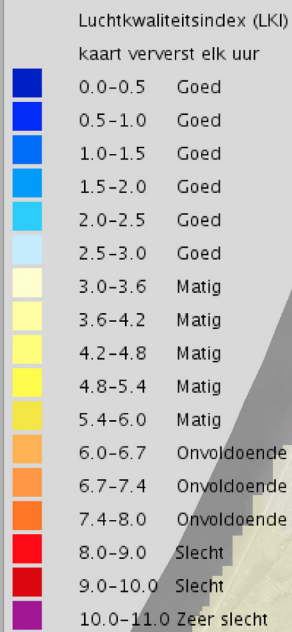 Luchtkwaliteitsindex (LKI)
kaart ververst elk uur
0.0-0.5 Goed
0.5-1.0 Goed
1.0-1.5 Goed
1.5-2.0 Goed
2.0-2.5 Goed
2.5-3.0 Goed
3.0-3.6 Matig
3.6-4.2 Matig
4.2-4.8 Matig
4.8-5.4 Matig
5.4-6.0 Matig
6.0-6.7 Onvoldoende
6.7-7.4 Onvoldoende
7.4-8.0 Onvoldoende
8.0-9.0 Slecht
9.0-10.0 Slecht
10.0-11.0 Zeer slecht